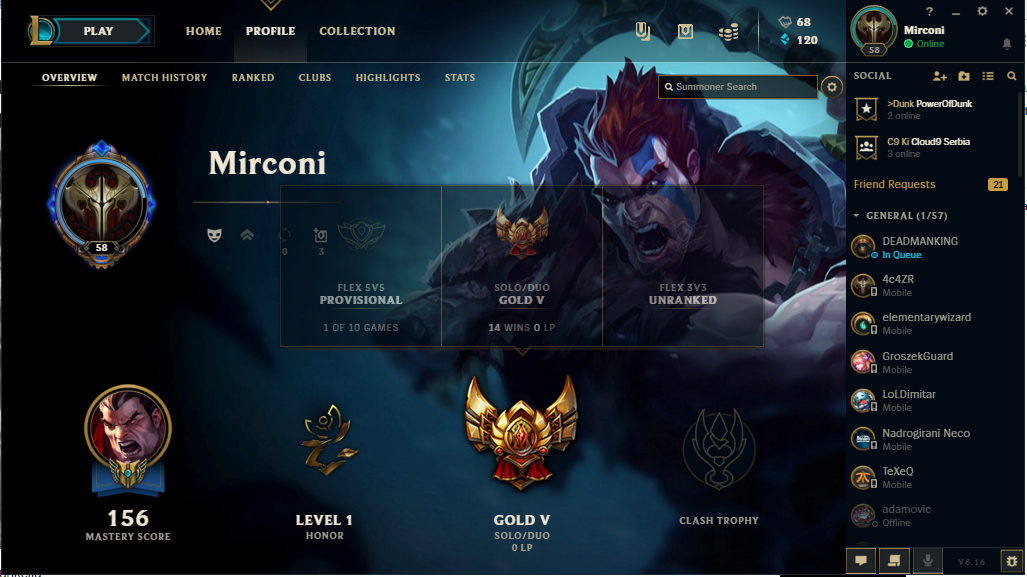 PLAY
HOME
PROFILE
COLLECTION
68
120
?
58
Mirconi
Online
OVERVIEW
MATCH HISTORY
RANKED
CLUBS
HIGHLIGHTS
STATS
Summoner Search
SOCIAL
>Dunk PowerOfDunk
2 online
C9 Ki Cloud9 Serbia
3 online
Friend Requests
21
GENERAL (1/57)
DEADMANKING
In Queue
4c4ZR
Mobile
elementarywizard
Mobile
GroszekGuard
Mobile
LoLDimitar
Mobile
Nadrogirani Neco
Mobile
TeXeQ
Mobile
adamovic
Offline
V8.16
Mirconi
58
0
3
FLEX 5V5
PROVISIONAL
1 OF 10 GAMES
SOLO/DUO
GOLD V
14 WINS 0 LP
FLEX 3V3
UNRANKED
156
MASTERY SCORE
LEVEL 1
HONOR
GOLD V
SOLO/DUO
0 LP
CLASH TROPHY